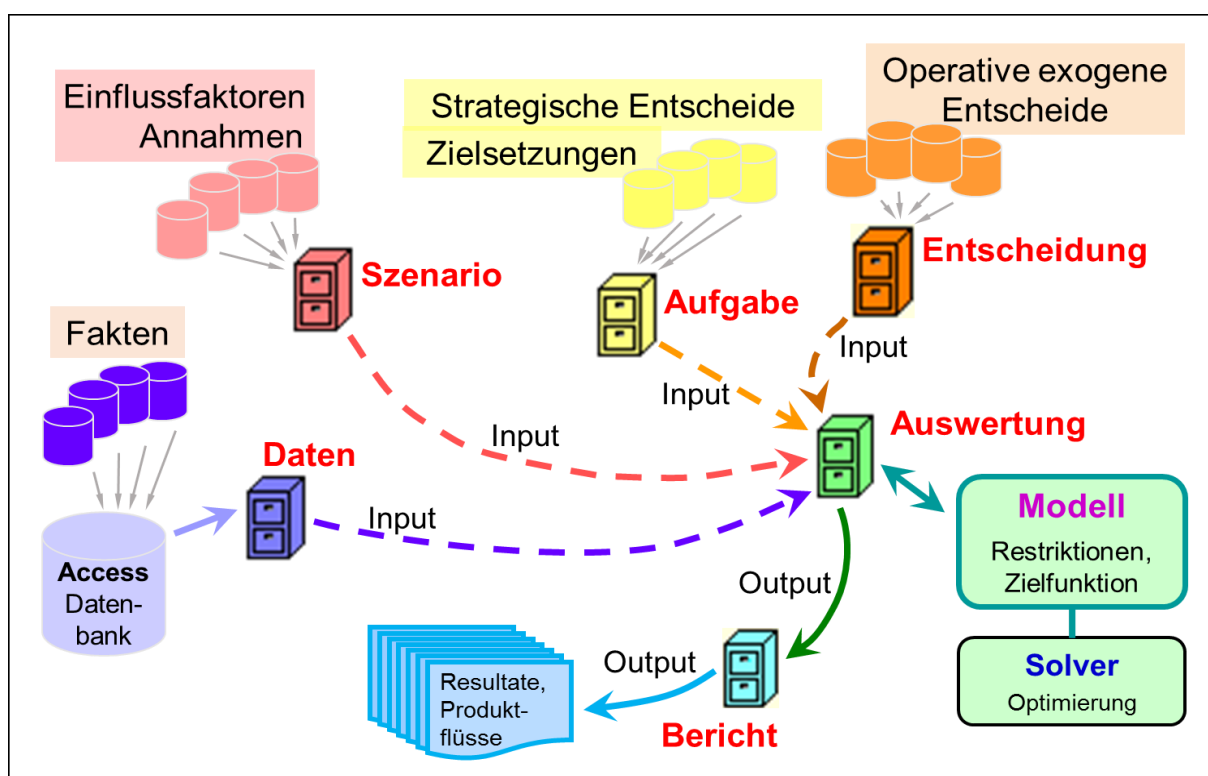 Einflussfaktoren
Annahmen
Strategische Entscheide
Zielsetzungen
Operative exogene
Entscheide
Szenario
Aufgabe
Entscheidung
Fakten
Input
Input
Input
Auswertung
Daten
Input
Access
Daten-
bank
Modell
Restriktionen,
Zielfunktion
Output
Output
Resultate,
Produkt-
flüsse
Bericht
Solver
Optimierung